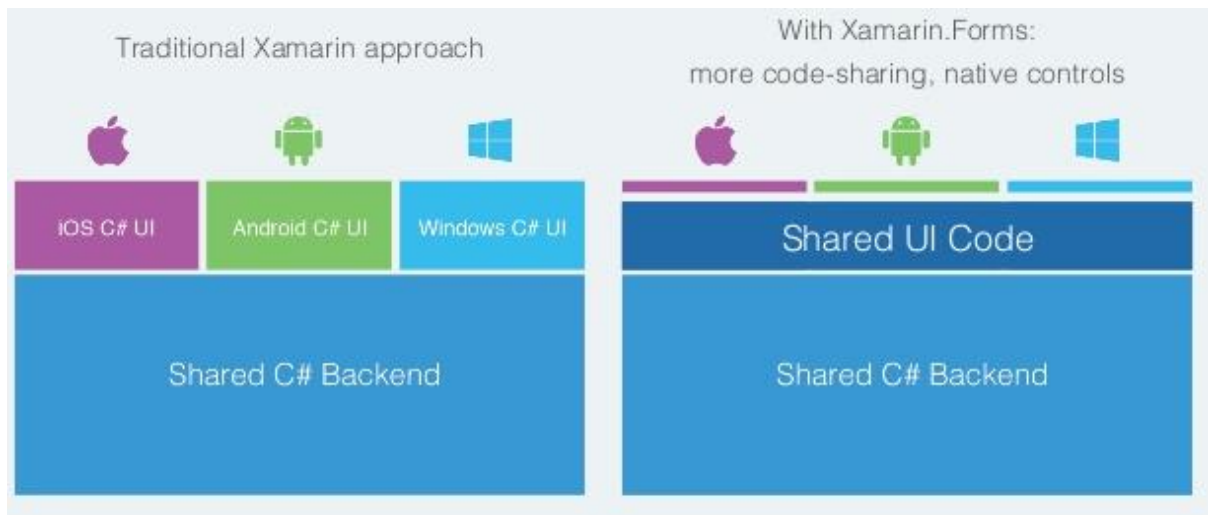 Traditional Xamarin approach
iOS C# UI
Android C# UI
Windows C# UI
Shared C# Backend
With Xamarin.Forms:
more code-sharing, native controls
Shared UI Code
Shared C# Backend